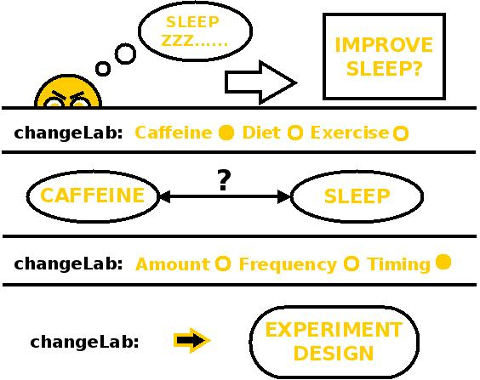 SLEEP
ZZZ......
IMPROVE
SLEEP?
changeLab: Caffeine Diet Exercise
?
CAFFEINE SLEEP
changeLab: Amount Frequency Timing
changeLab:
EXPERIMENT
DESIGN